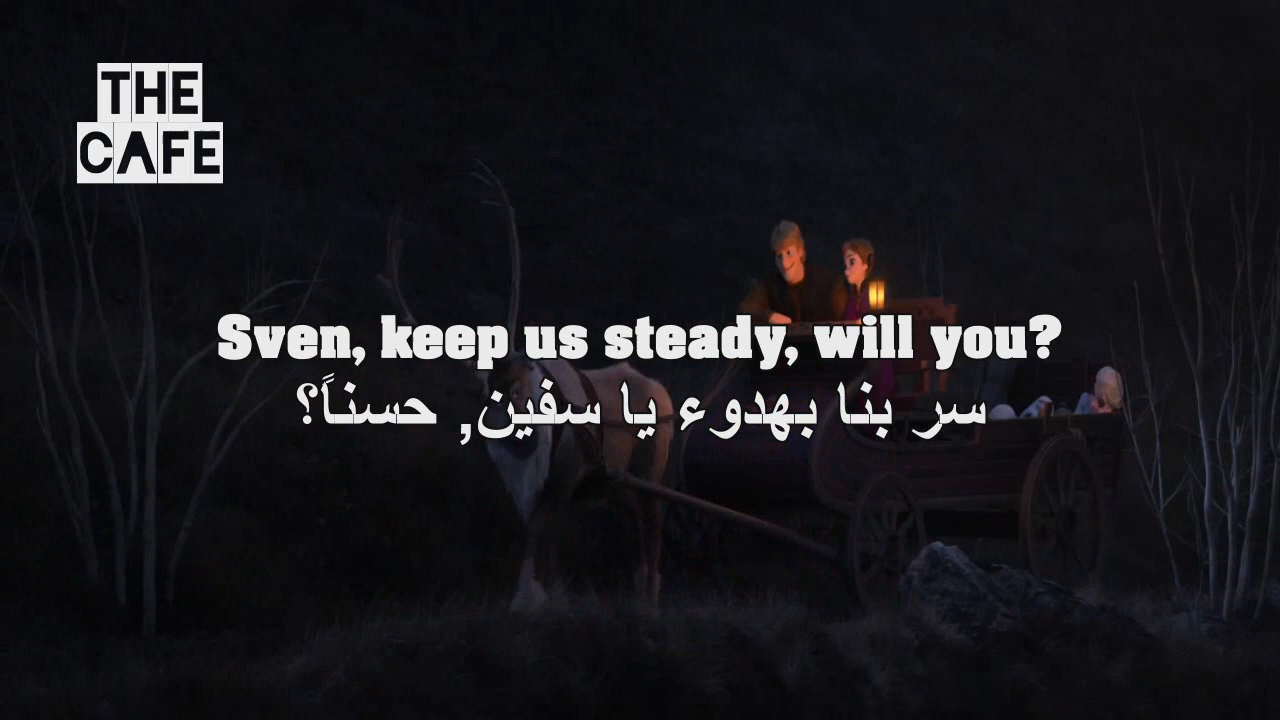 THE
CAFE
Sven, keep us steady, will you?
سر بنا بهدوء يا سفين, حسناً؟